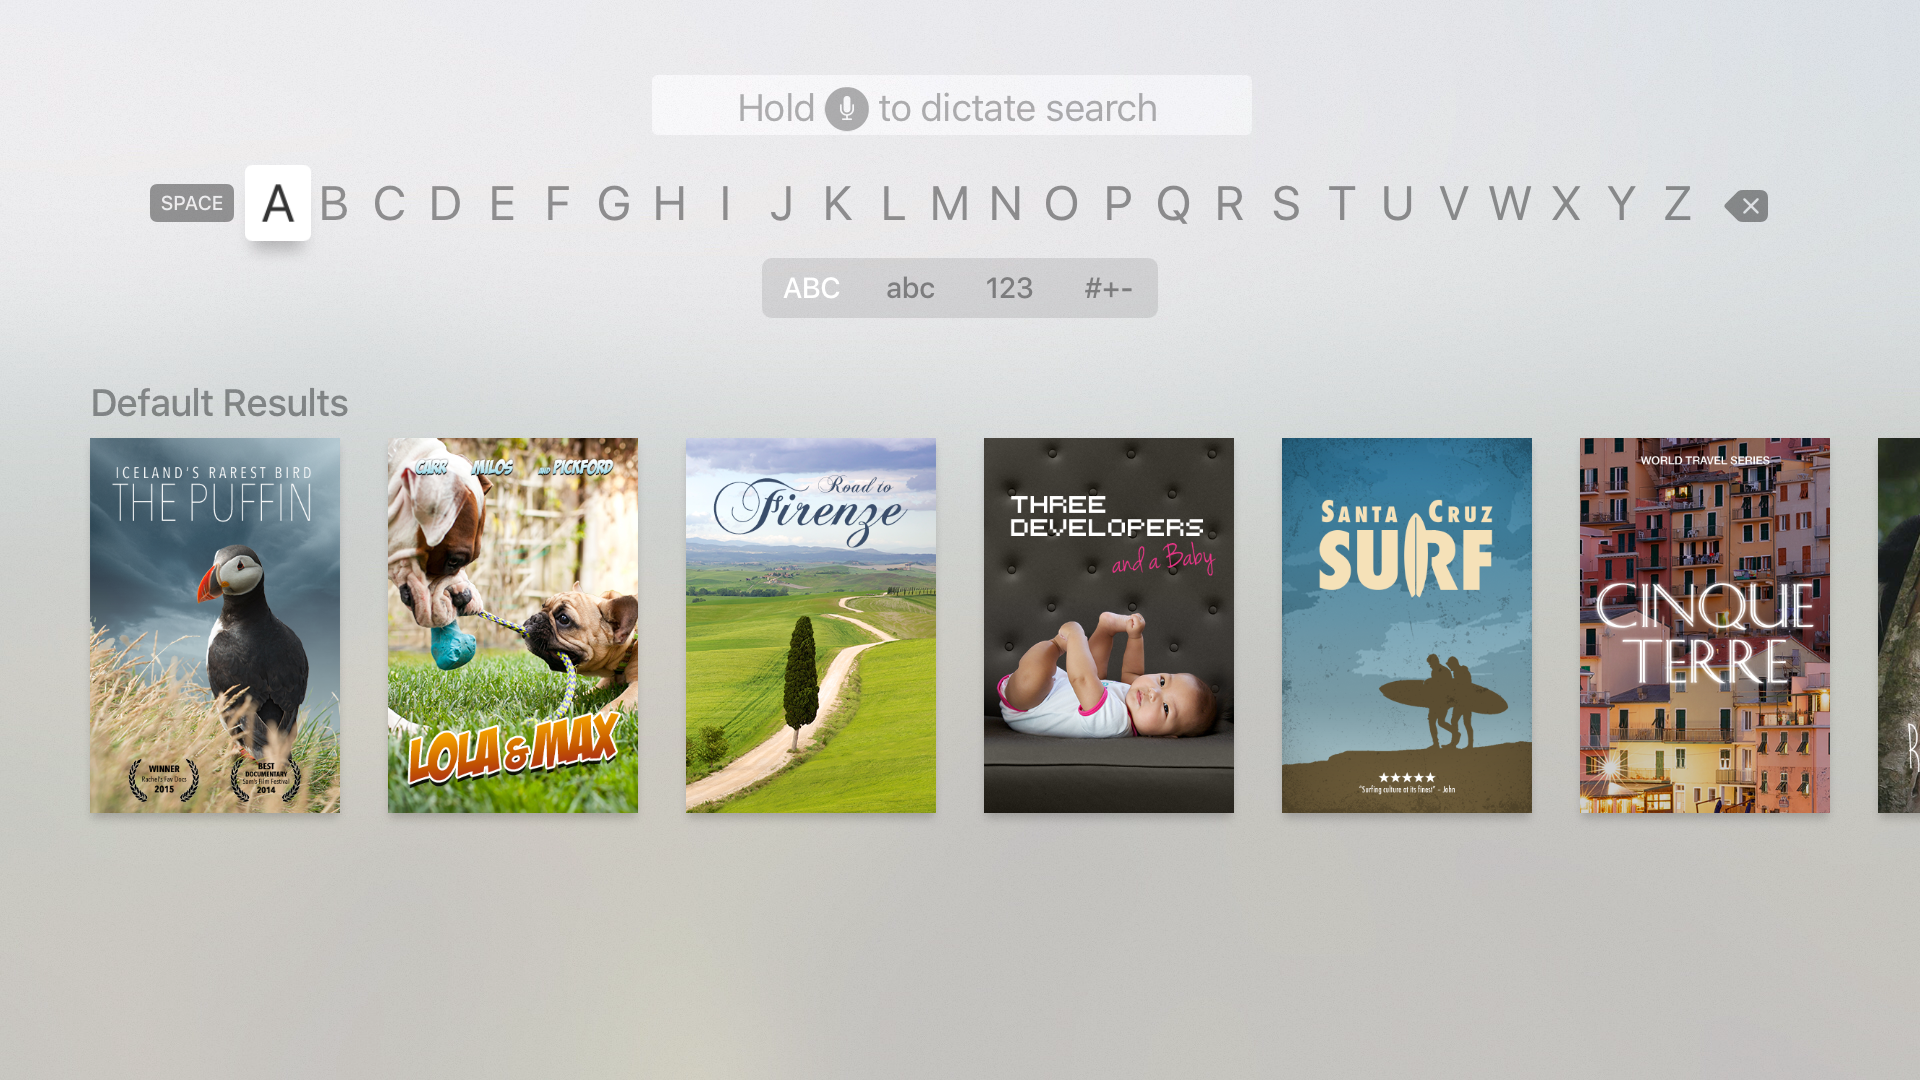 Hold to dictate search
SPACE A B C D E F G H I J K L M N O P Q R S T U V W X Y Z
ABC abc 123 #+-
Default Results
ICELAND'S RAREST BIRD
THE PUFFIN
WINNER
Rachel's Fav Docs
2015
BEST
DOCUMENTARY
Sam's Film Festival
2014
CARR MILOS AND PICKFORD
LOLA & MAX
Road to
Firenze
THREE
DEVELOPERS
and a Baby
SANTA CRUZ
SURF
★★★★★
"Surfing culture at its finest" - John
WORLD TRAVEL SERIES
CINQUE
TERRE
R